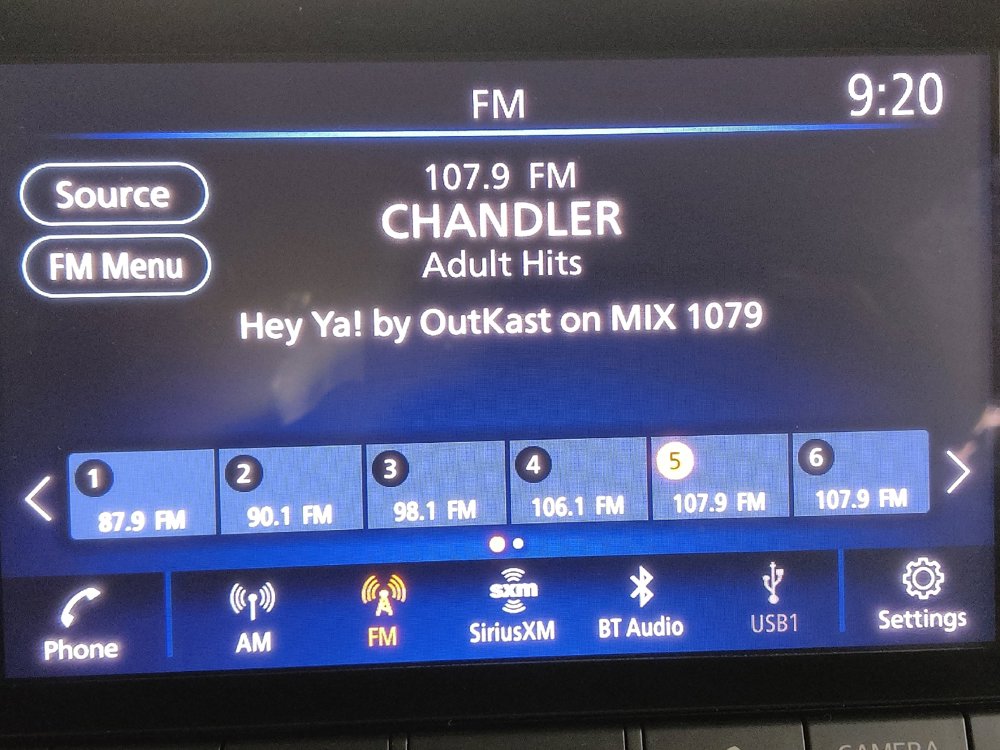 FM
9:20
Source
FM Menu
107.9 FM
CHANDLER
Adult Hits
Hey Ya! by OutKast on MIX 1079
1
87.9 FM
2
90.1 FM
3
98.1 FM
4
106.1 FM
5
107.9 FM
6
107.9 FM
Phone
AM
FM
sxm
SiriusXM
BT Audio
USB1
Settings
CAMERA